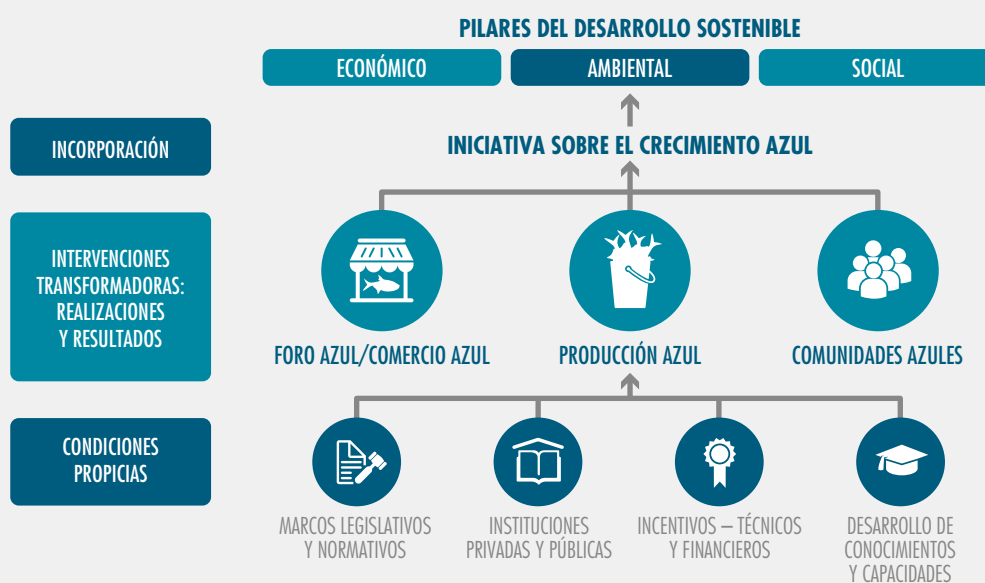 PILARES DEL DESARROLLO SOSTENIBLE
ECONÓMICO
AMBIENTAL
SOCIAL
INCORPORACIÓN
INICIATIVA SOBRE EL CRECIMIENTO AZUL
INTERVENCIONES
TRANSFORMADORAS:
REALIZACIONES
Y RESULTADOS
FORO AZUL/COMERCIO AZUL
PRODUCCIÓN AZUL
COMUNIDADES AZULES
CONDICIONES
PROPICIAS
MARCOS LEGISLATIVOS
Y NORMATIVOS
INSTITUCIONES
PRIVADAS Y PÚBLICAS
INCENTIVOS – TÉCNICOS
Y FINANCIEROS
DESARROLLO DE
CONOCIMIENTOS
Y CAPACIDADES